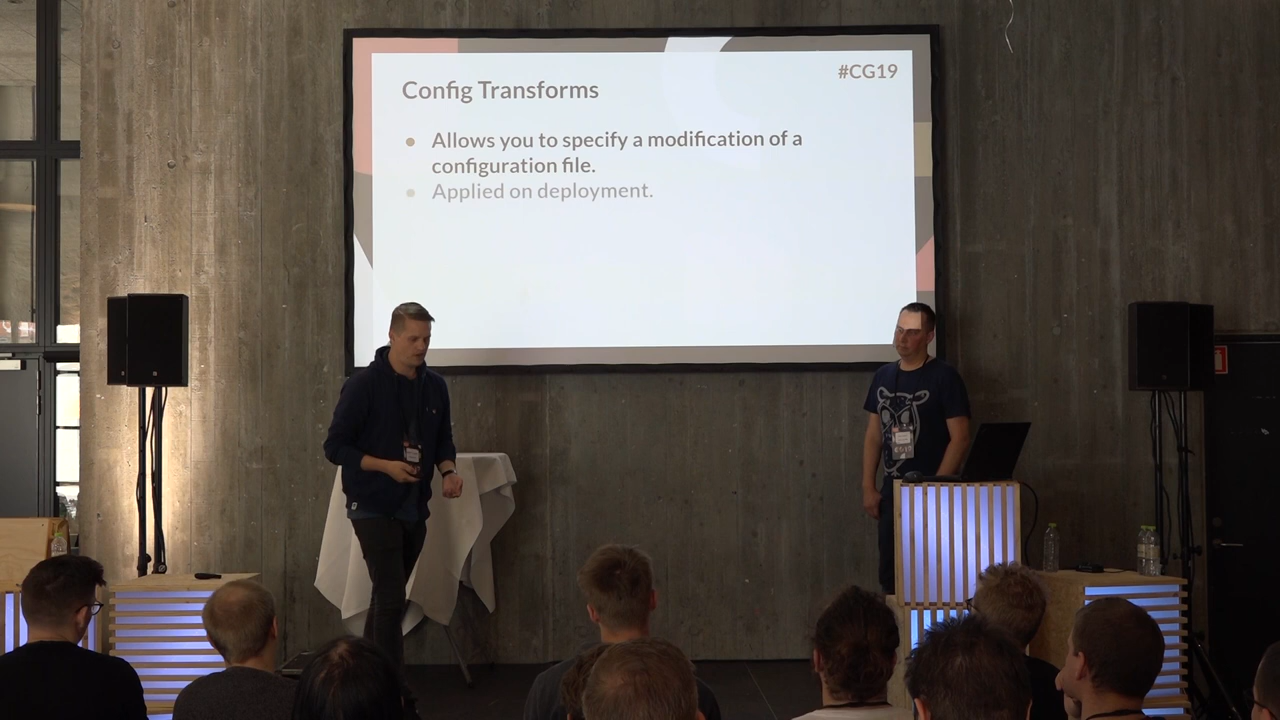 #CG19
Config Transforms
Allows you to specify a modification of a
configuration file.
Applied on deployment.